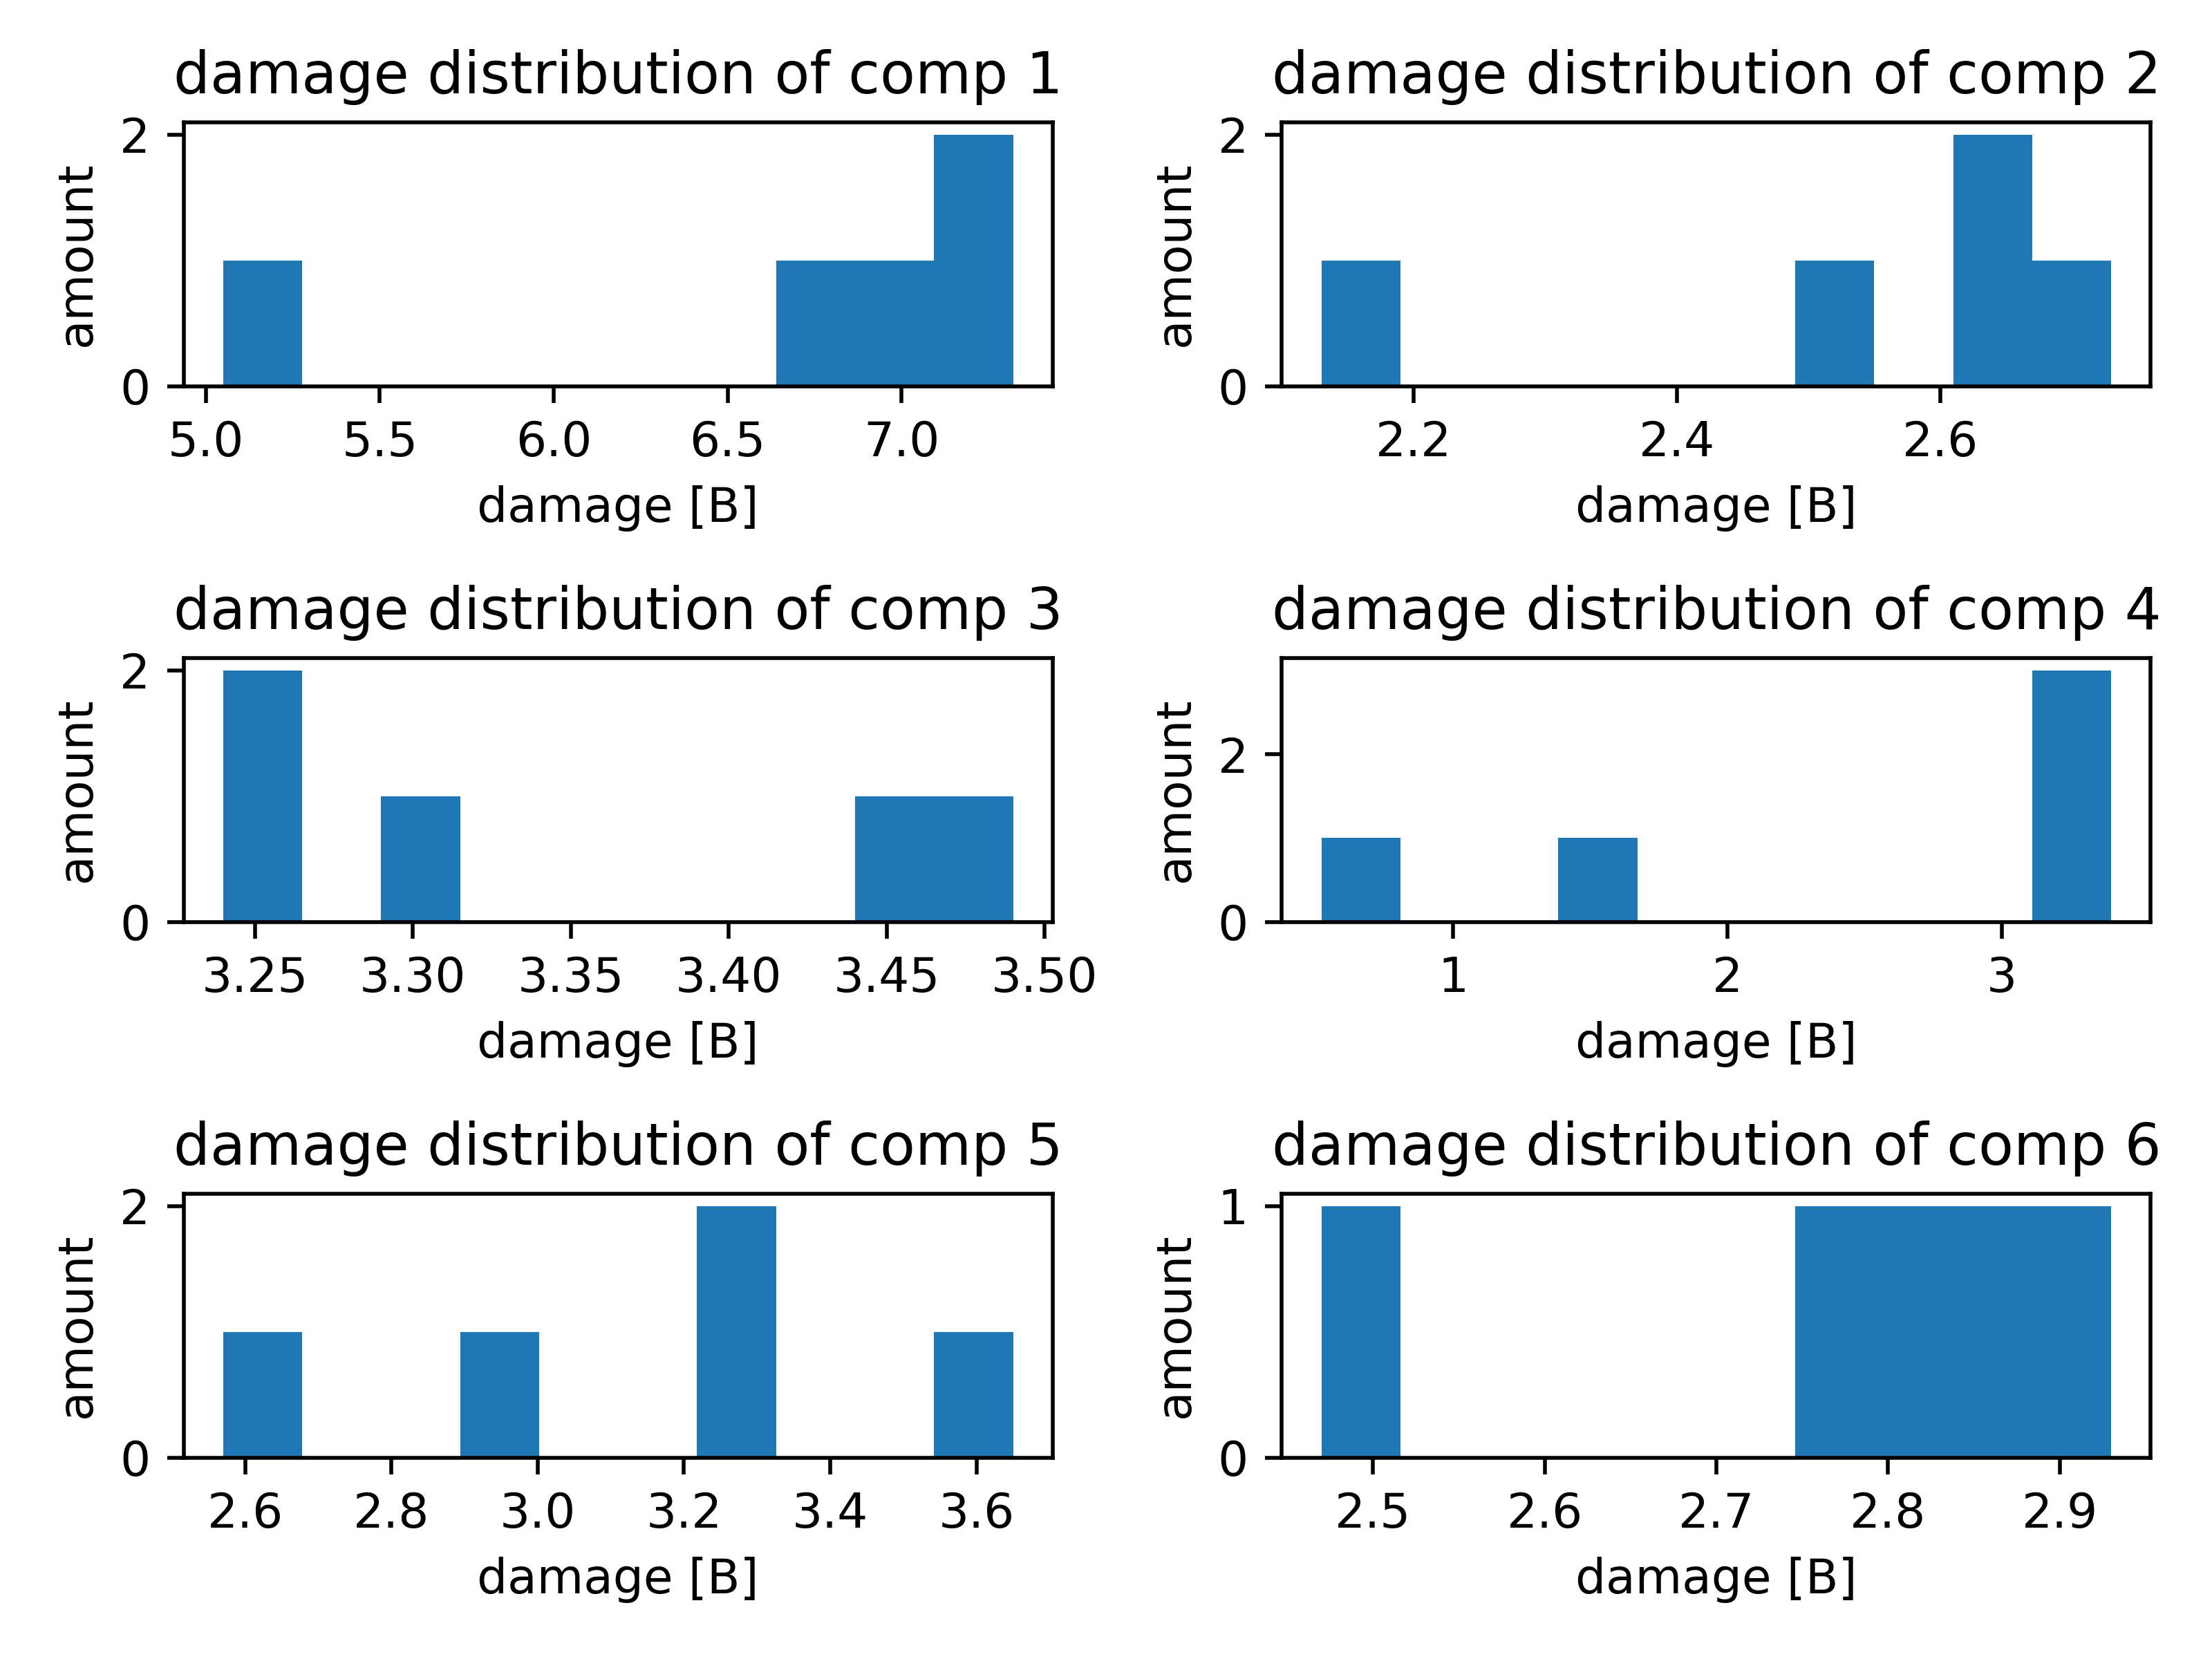 damage distribution of comp 1
amount
2
0
5.0 5.5 6.0 6.5 7.0
damage [B]
damage distribution of comp 2
amount
2
0
2.2 2.4 2.6
damage [B]
damage distribution of comp 3
amount
2
0
3.25 3.30 3.35 3.40 3.45 3.50
damage [B]
damage distribution of comp 4
amount
2
0
1 2 3
damage [B]
damage distribution of comp 5
amount
2
0
2.6 2.8 3.0 3.2 3.4 3.6
damage [B]
damage distribution of comp 6
amount
1
0
2.5 2.6 2.7 2.8 2.9
damage [B]